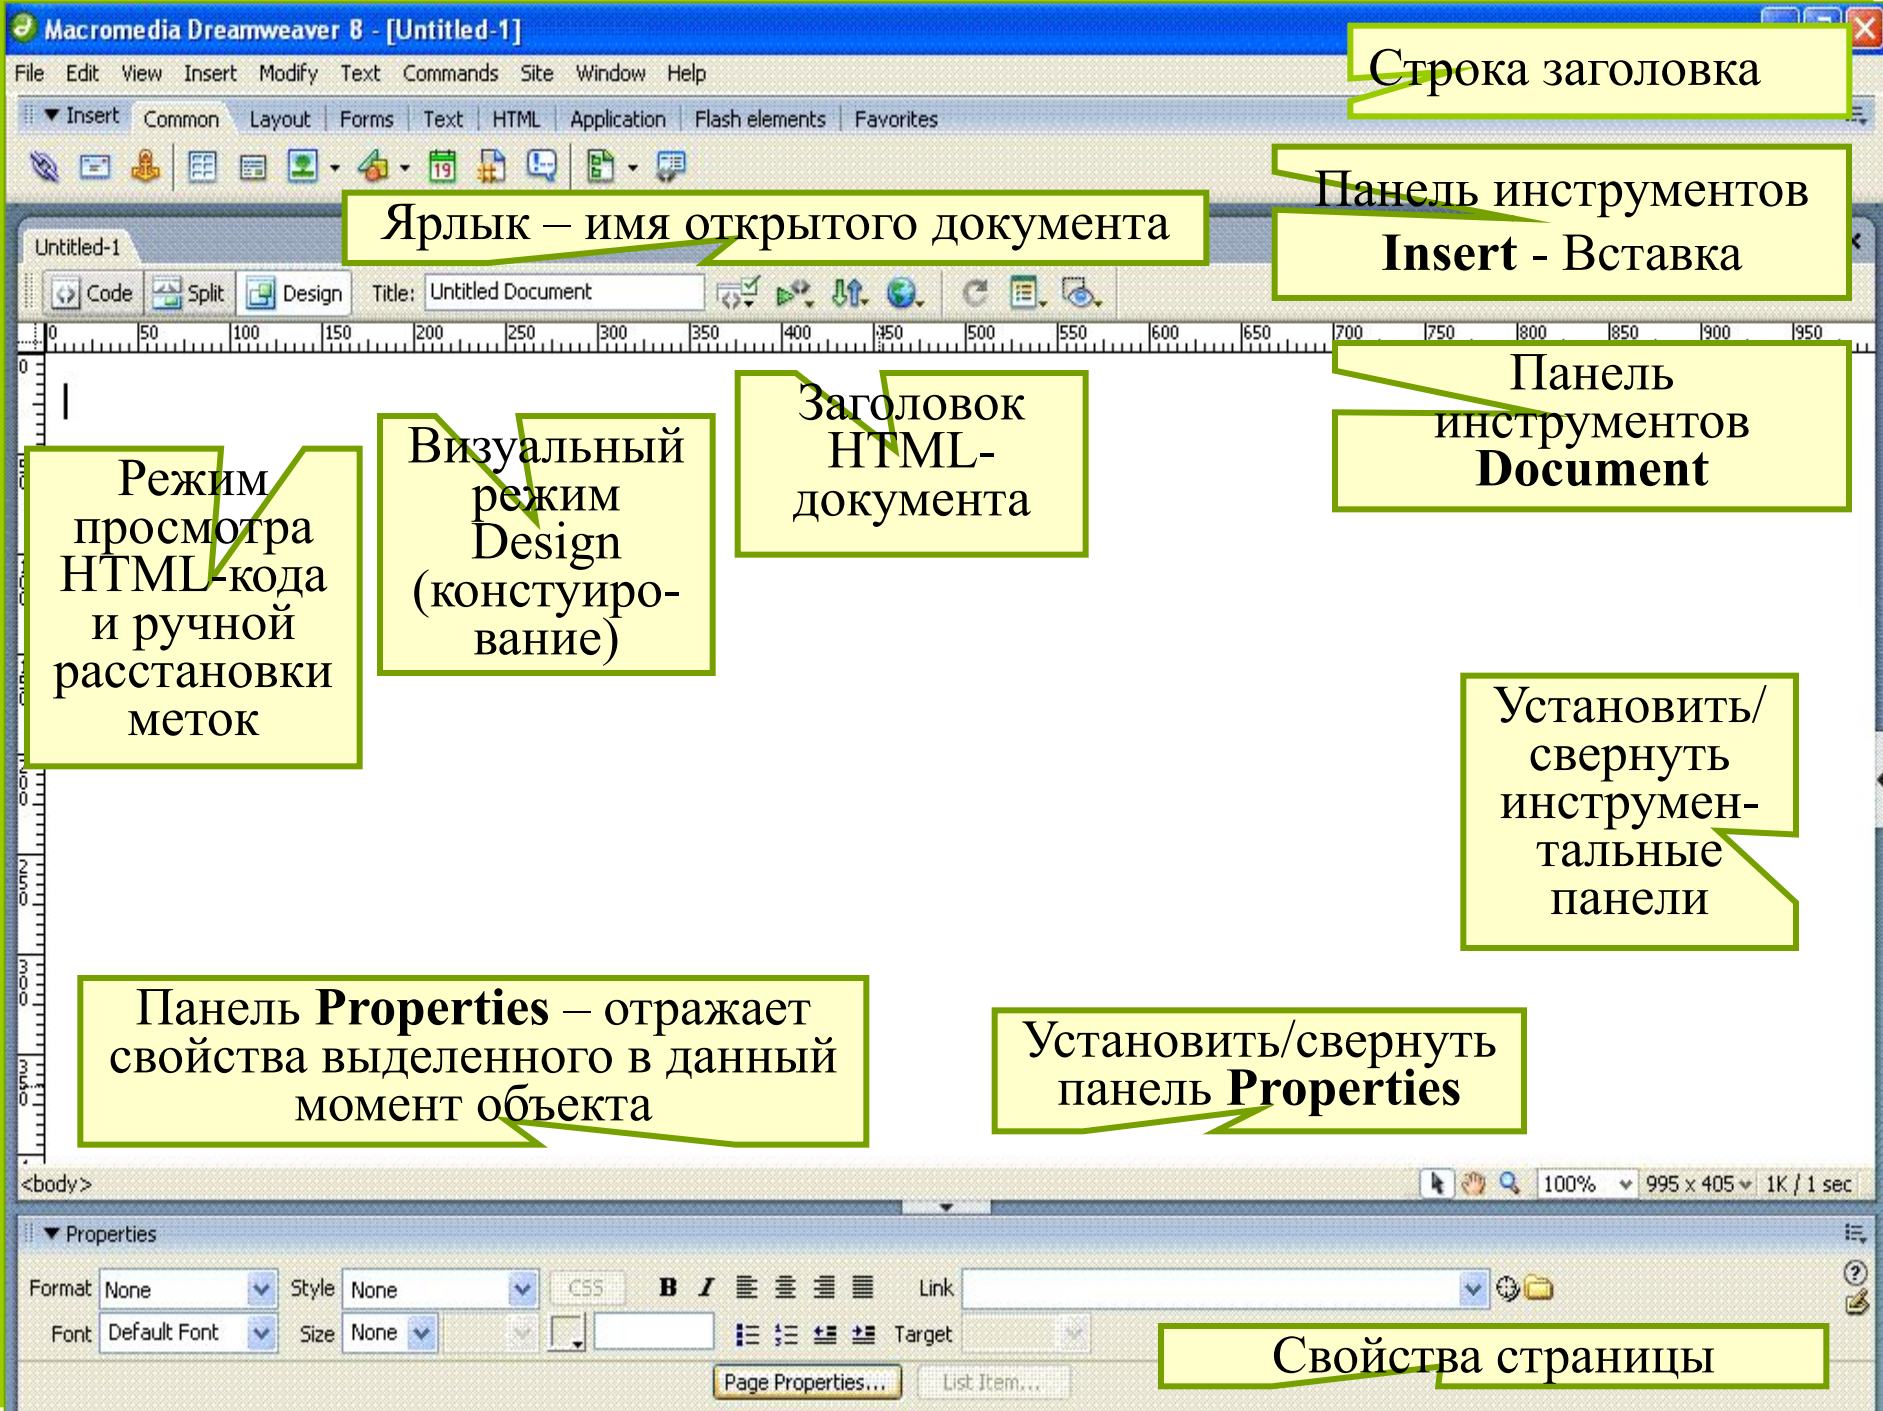 Macromedia Dreamweaver 8 - [Untitled-1]
Строка заголовка
File Edit View Insert Modify Text Commands Site Window Help
Insert Common Layout Forms Text HTML Application Flash elements Favorites
19
Панель инструментов
Insert - Вставка
Ярлык – имя открытого документа
Untitled-1
Code Split Design Title: Untitled Document
0 50 100 150 200 250 300 350 400 450 500 550 600 650 700 750 800 850 900 950
0
Панель
инструментов
Document
Заголовок
HTML-
документа
Визуальный
режим
Design
(констуиро-
вание)
Режим
просмотра
HTML-кода
и ручной
расстановки
меток
Установить/
свернуть
инструмен-
тальные
панели
250
300
350
Панель Properties – отражает
свойства выделенного в данный
момент объекта
Установить/свернуть
панель Properties
<body> 100% 995 x 405 1K / 1 sec
Properties
Format None Style None CSS B I Link
Font Default Font Size None Target
Свойства страницы
Page Properties... List Item...